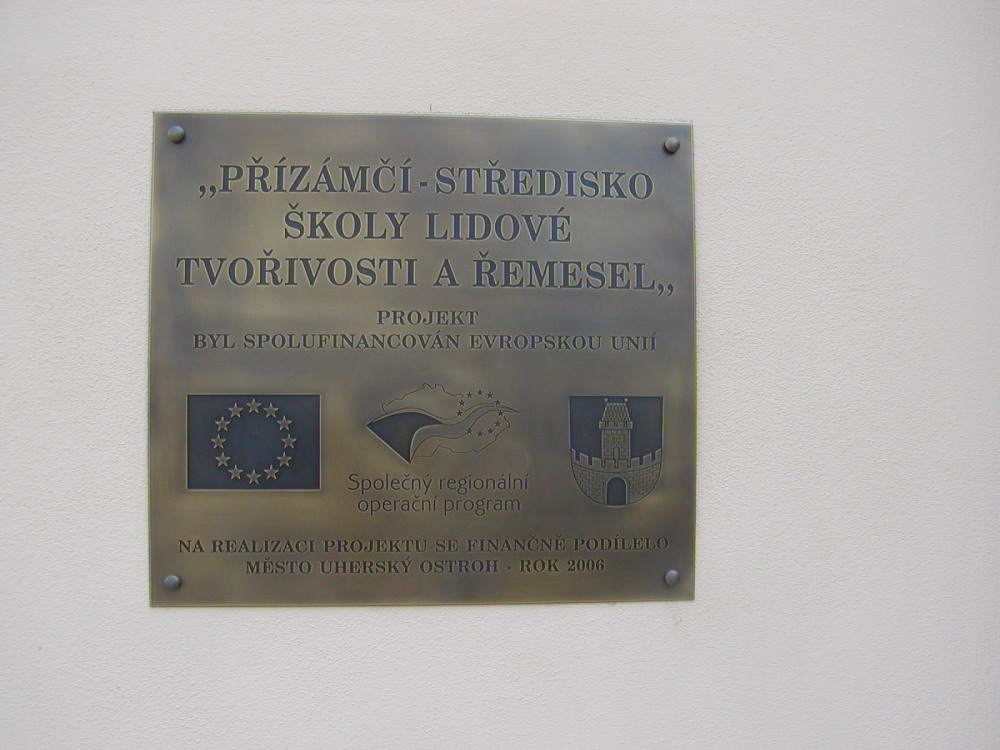 „PŘÍZÁMČÍ - STŘEDISKO
ŠKOLY LIDOVÉ
TVOŘIVOSTI A ŘEMESEL„
PROJEKT
BYL SPOLUFINANCOVÁN EVROPSKOU UNIÍ
Společný regionální
operační program
NA REALIZACI PROJEKTU SE FINANČNĚ PODÍLELO
MĚSTO UHERSKÝ OSTROH - ROK 2006